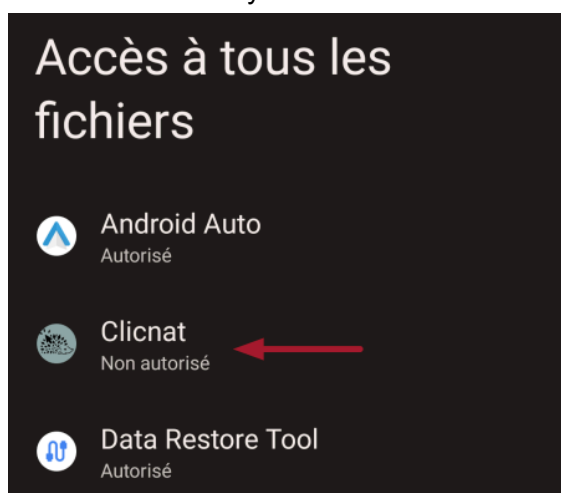 Accès à tous les
fichiers
Android Auto
Autorisé
Clicnat
Non autorisé
Data Restore Tool
Autorisé